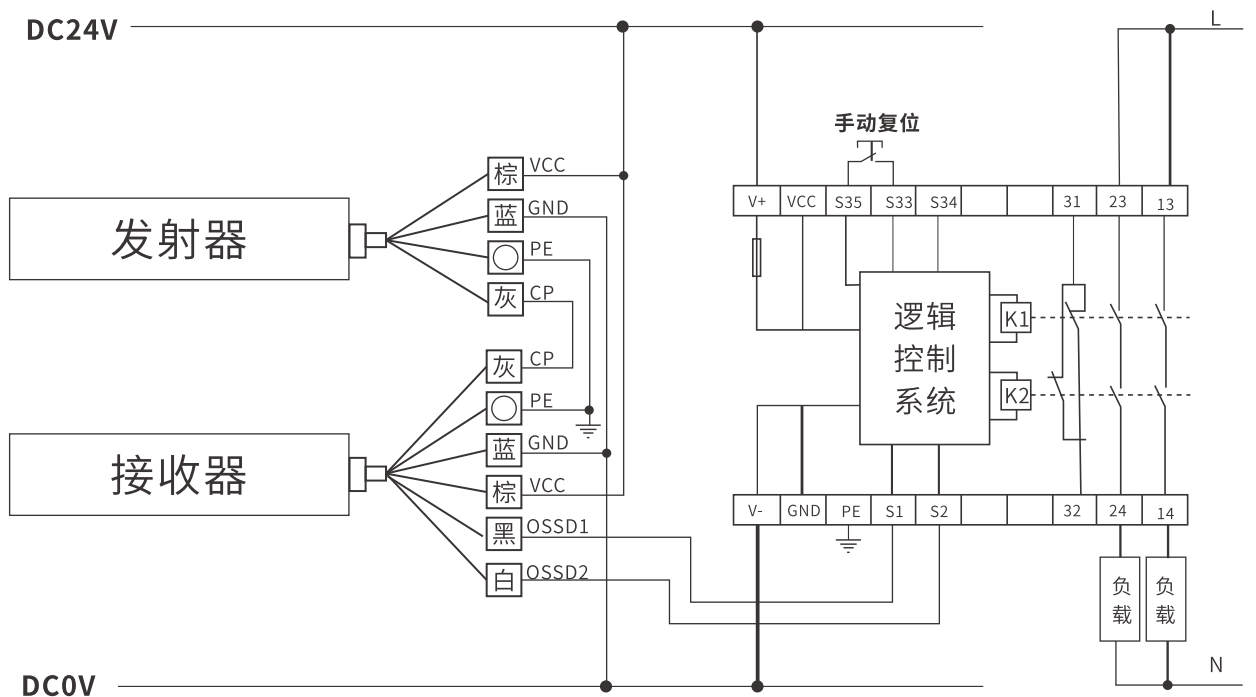 DC24V
L
手动复位
棕 VCC
蓝 GND
PE
灰 CP
发射器
V+ VCC S35 S33 S34 31 23 13
逻辑
控制
系统
K1
K2
灰 CP
PE
蓝 GND
棕 VCC
黑 OSSD1
白 OSSD2
接收器
V- GND PE S1 S2 32 24 14
负载
负载
N
DC0V